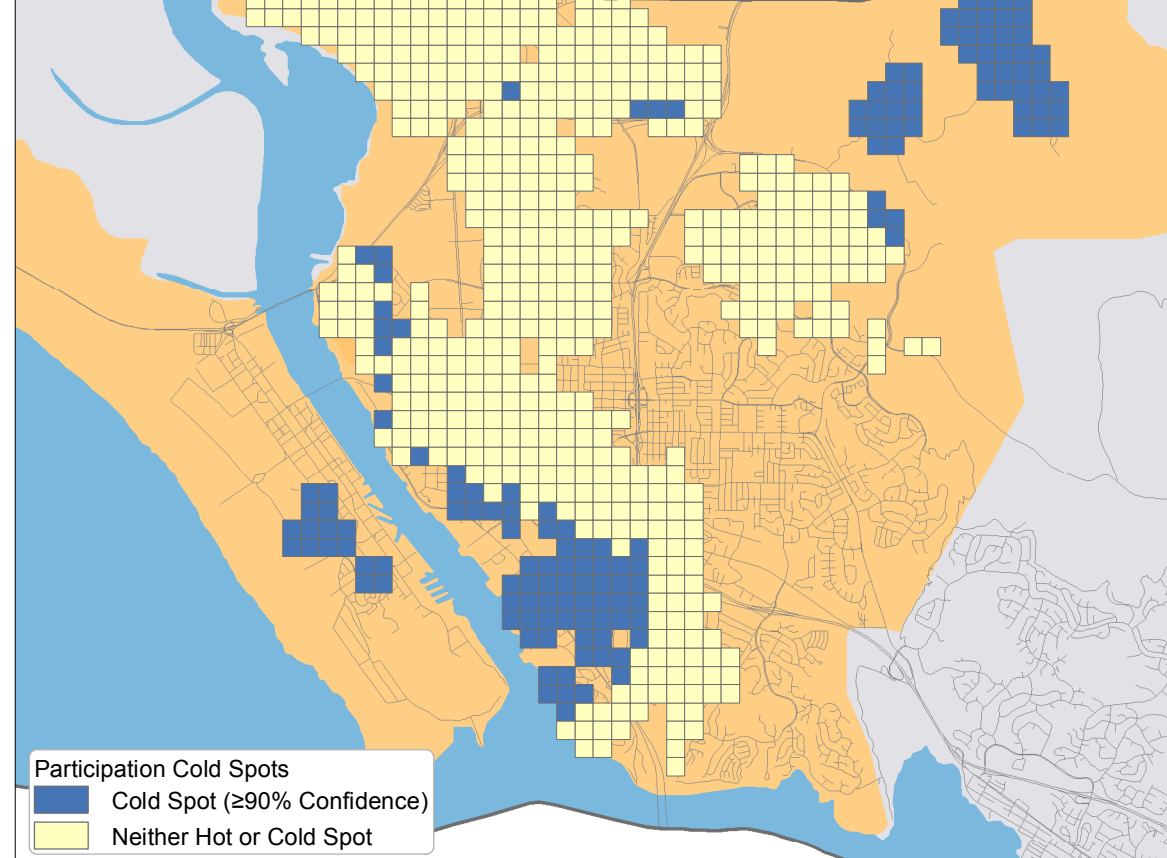 Participation Cold Spots
Cold Spot (≥90% Confidence)
Neither Hot or Cold Spot